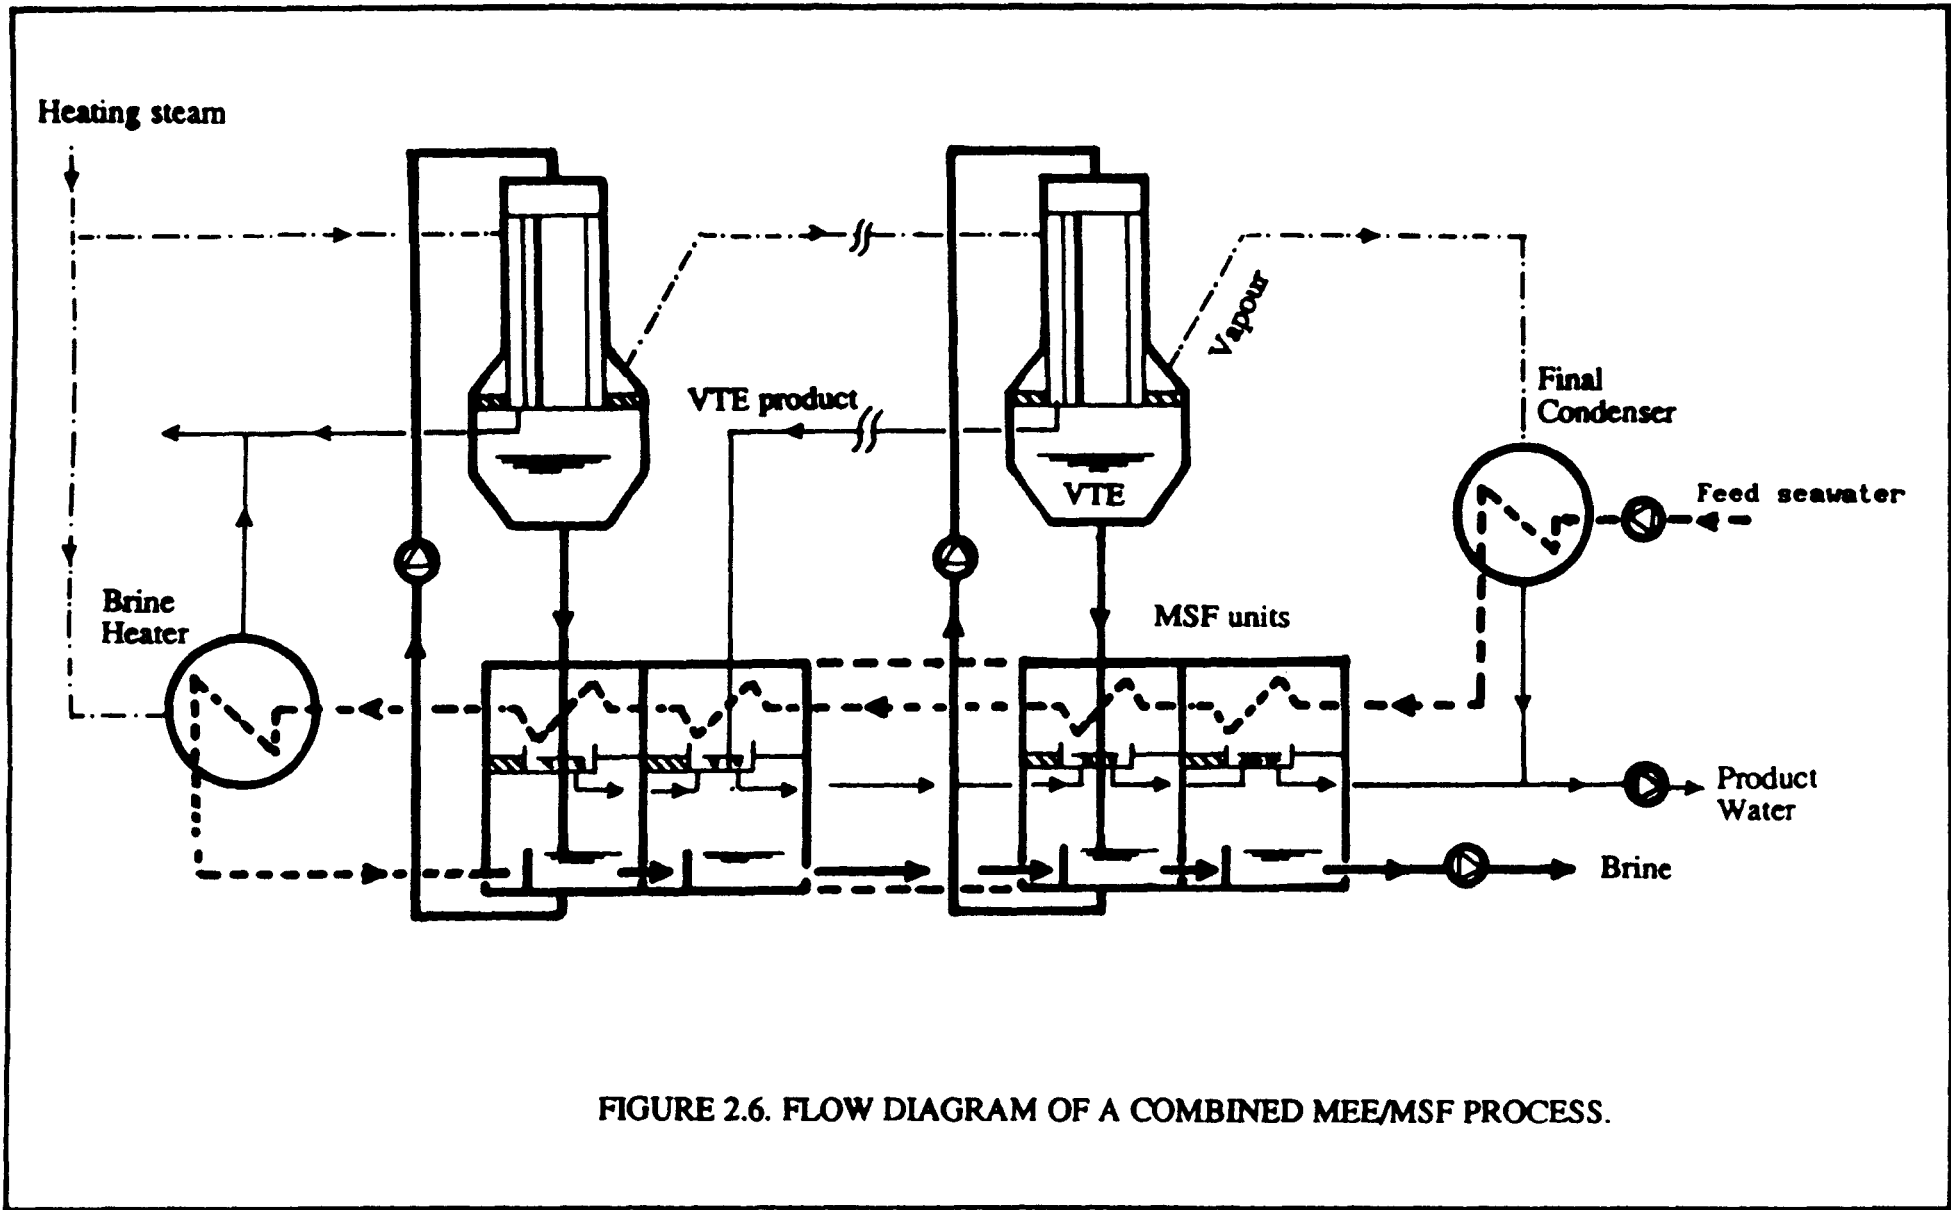 Heating steam
Vapour
VTE product
Final
Condenser
VTE
Feed seawater
Brine
Heater
MSF units
Product
Water
Brine
FIGURE 2.6. FLOW DIAGRAM OF A COMBINED MEE/MSF PROCESS.